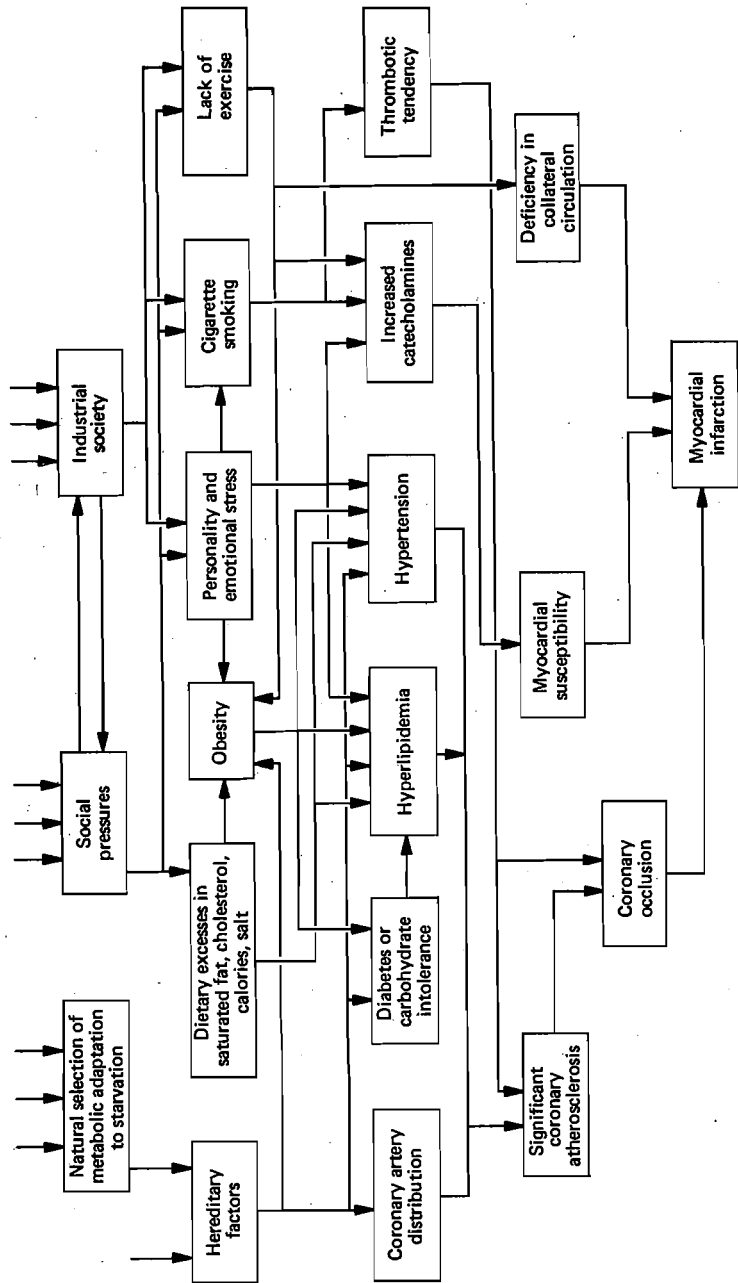 Natural selection of
metabolic adaptation
to starvation
Social
pressures
Industrial
society
Hereditary
factors
Dietary excesses in
saturated fat, cholesterol,
calories, salt
Obesity
Personality and
emotional stress
Cigarette
smoking
Lack of
exercise
Coronary artery
distribution
Diabetes or
carbohydrate
intolerance
Hyperlipidemia
Hypertension
Increased
catecholamines
Thrombotic
tendency
Significant
coronary
atherosclerosis
Coronary
occlusion
Myocardial
susceptibility
Deficiency in
collateral
circulation
Myocardial
infarction